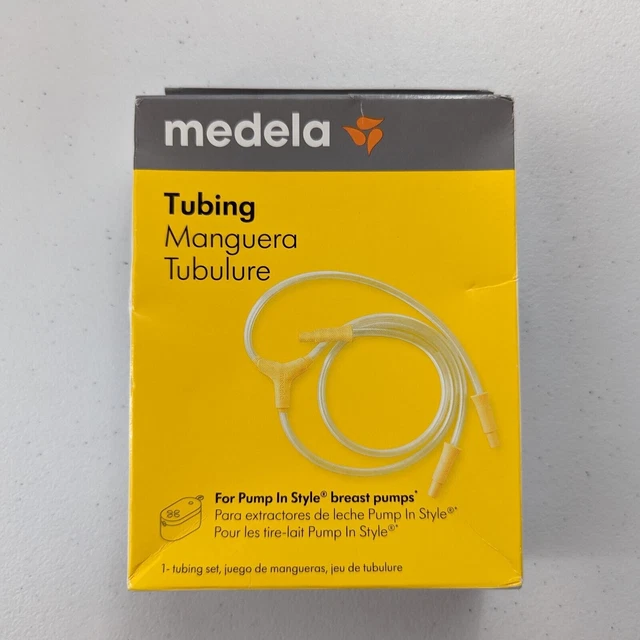 medela
Tubing
Manguera
Tubulure
For Pump In Style® breast pumps*
Para extractores de leche Pump In Style®*
Pour les tire-lait Pump In Style®*
1- tubing set, juego de mangueras, jeu de tubulure